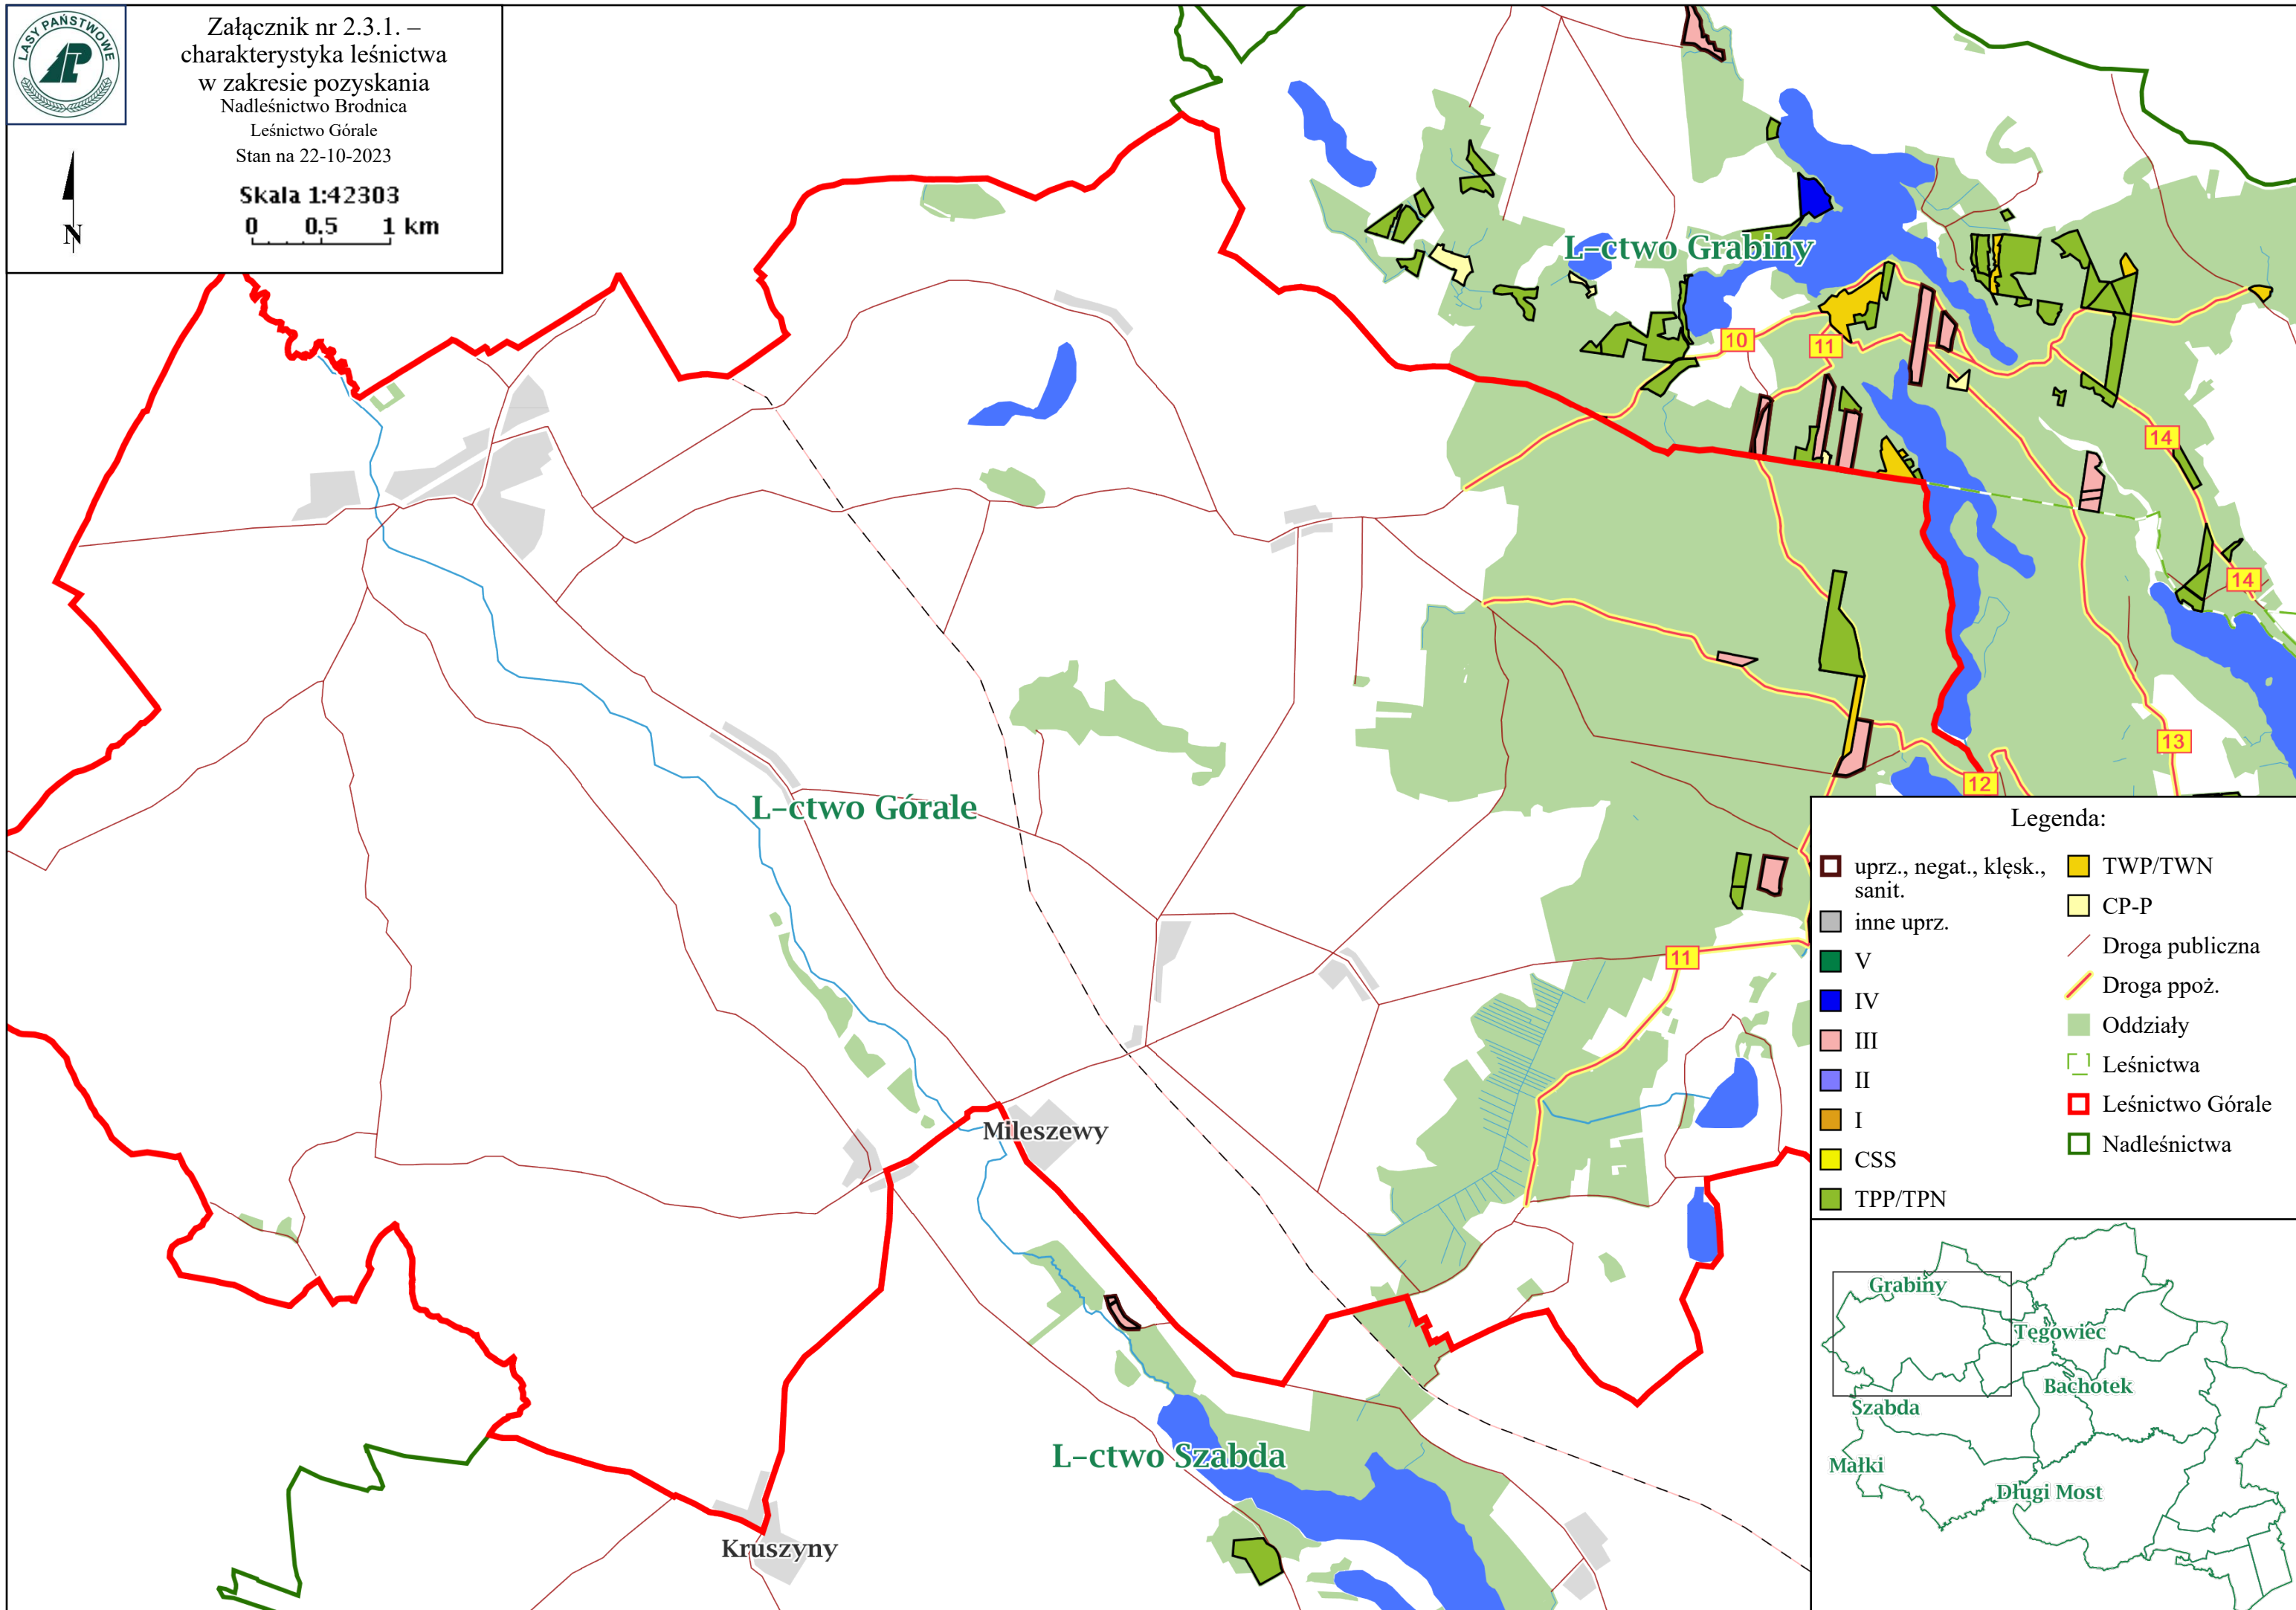 LASY PAŃSTWOWE
LP
Załącznik nr 2.3.1. –
charakterystyka leśnictwa
w zakresie pozyskania
Nadleśnictwo Brodnica
Leśnictwo Górale
Stan na 22-10-2023
Skala 1:42303
0 0.5 1 km
N
L-ctwo Grabiny
10
11
14
14
13
12
L-ctwo Górale
11
Mileszewy
L-ctwo Szabda
Kruszyny
Legenda:
uprz., negat., klęsk.,
sanit.
inne uprz.
V
IV
III
II
I
CSS
TPP/TPN
TWP/TWN
CP-P
Droga publiczna
Droga ppoż.
Oddziały
Leśnictwa
Leśnictwo Górale
Nadleśnictwa
Grabiny
Tęgowiec
Bachotek
Szabda
Małki
Długi Most